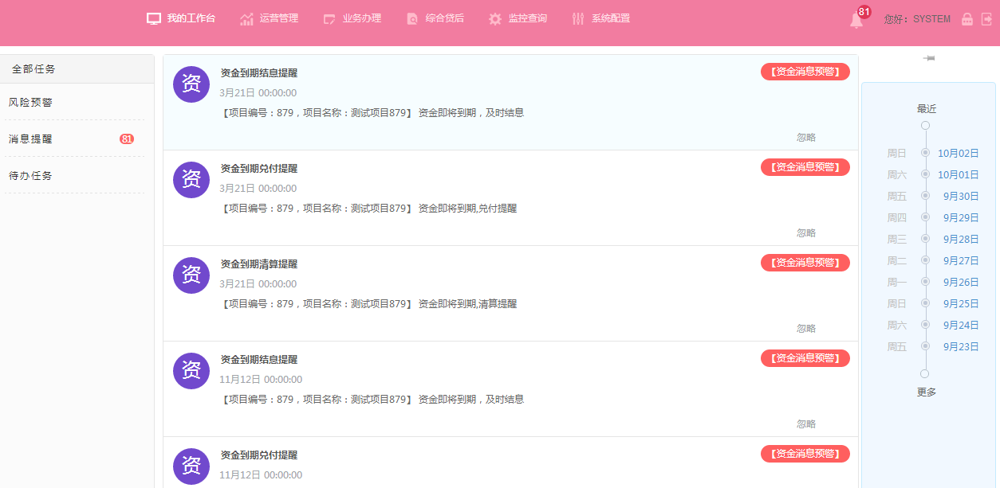 我的工作台 运营管理 业务办理 综合贷后 监控查询 系统配置 81 您好：SYSTEM
全部任务
风险预警
消息提醒 81
待办任务
资 资金到期结息提醒 【资金消息预警】
3月21日 00:00:00
【项目编号：879，项目名称：测试项目879】 资金即将到期，及时结息
忽略
资 资金到期兑付提醒 【资金消息预警】
3月21日 00:00:00
【项目编号：879，项目名称：测试项目879】 资金即将到期,兑付提醒
忽略
资 资金到期清算提醒 【资金消息预警】
3月21日 00:00:00
【项目编号：879，项目名称：测试项目879】 资金即将到期,清算提醒
忽略
资 资金到期结息提醒 【资金消息预警】
11月12日 00:00:00
【项目编号：879，项目名称：测试项目879】 资金即将到期，及时结息
忽略
资 资金到期兑付提醒 【资金消息预警】
11月12日 00:00:00
最近
周日 10月02日
周六 10月01日
周五 9月30日
周四 9月29日
周三 9月28日
周二 9月27日
周一 9月26日
周日 9月25日
周六 9月24日
周五 9月23日
更多